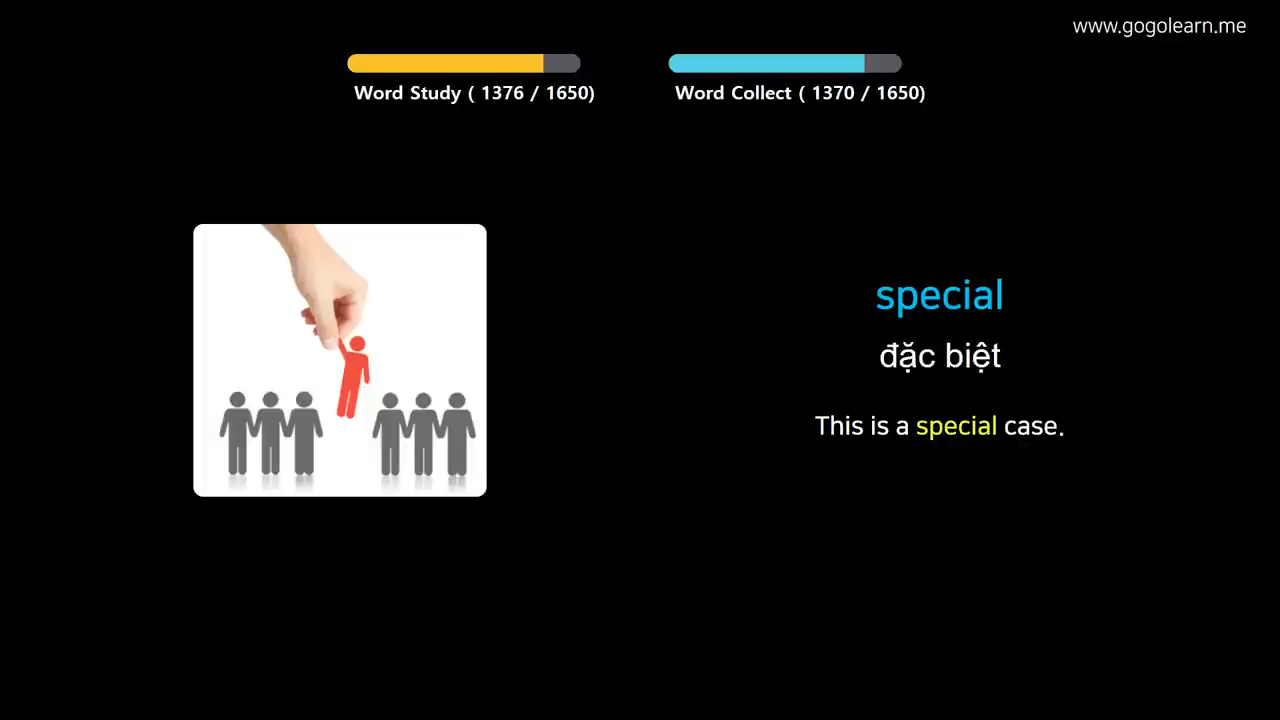 www.gogolearn.me
Word Study ( 1376 / 1650)
Word Collect ( 1370 / 1650)
special
đặc biệt
This is a special case.